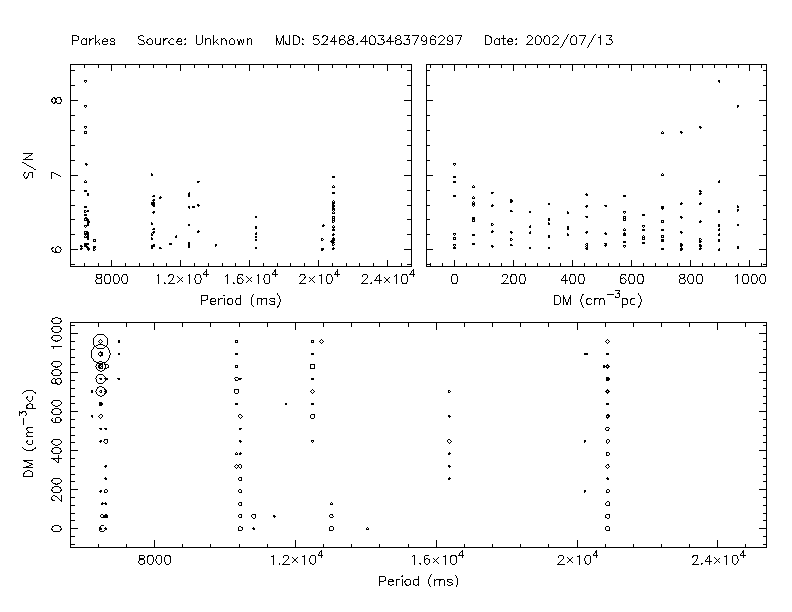 Parkes Source: Unknown MJD: 52468.403483796297 Date: 2002/07/13
8
7
6
S/N
8000 1.2×10⁴ 1.6×10⁴ 2×10⁴ 2.4×10⁴
Period (ms)
0 200 400 600 800 1000
DM (cm⁻³pc)
1000
800
600
400
200
0
DM (cm⁻³pc)
8000 1.2×10⁴ 1.6×10⁴ 2×10⁴ 2.4×10⁴
Period (ms)